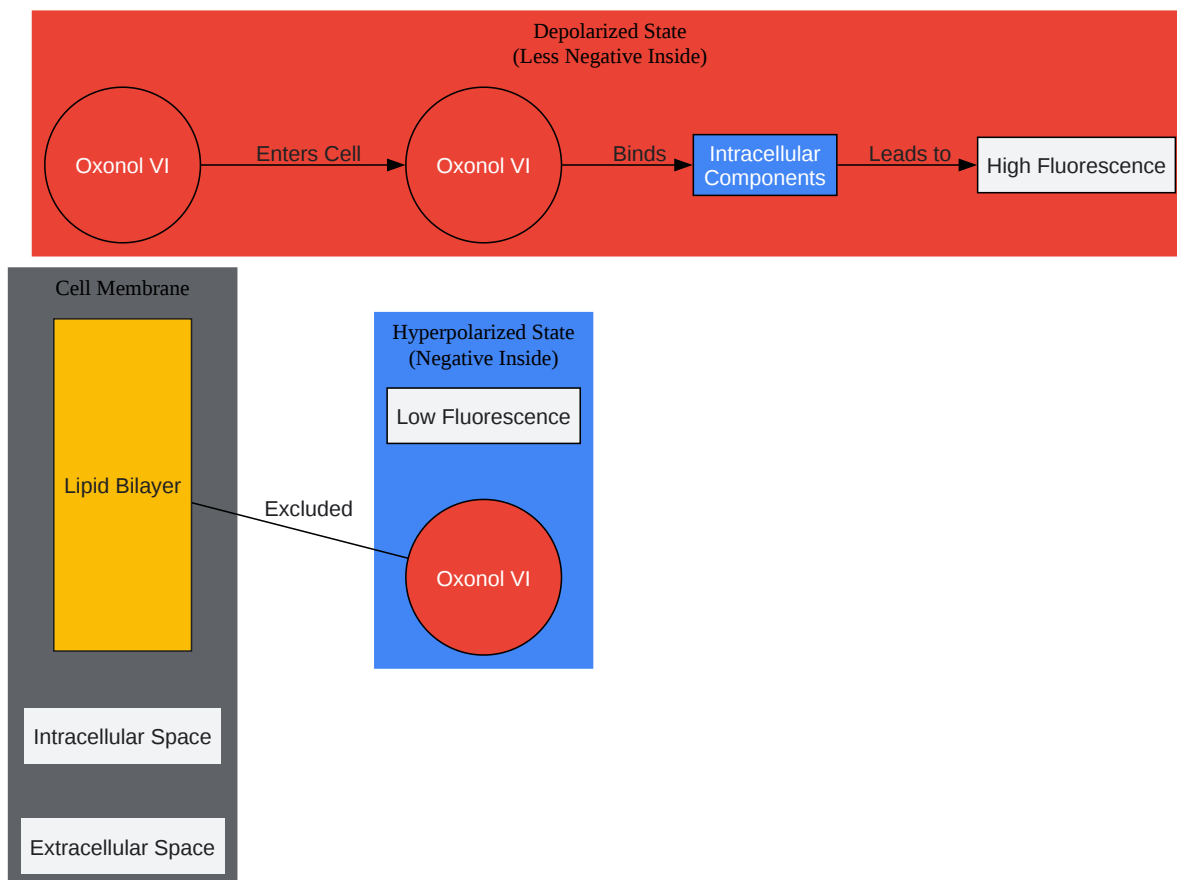 Depolarized State
(Less Negative Inside)
Oxonol VI
Enters Cell
Oxonol VI
Binds
Intracellular
Components
Leads to
High Fluorescence
Cell Membrane
Lipid Bilayer
Excluded
Hyperpolarized State
(Negative Inside)
Low Fluorescence
Oxonol VI
Intracellular Space
Extracellular Space